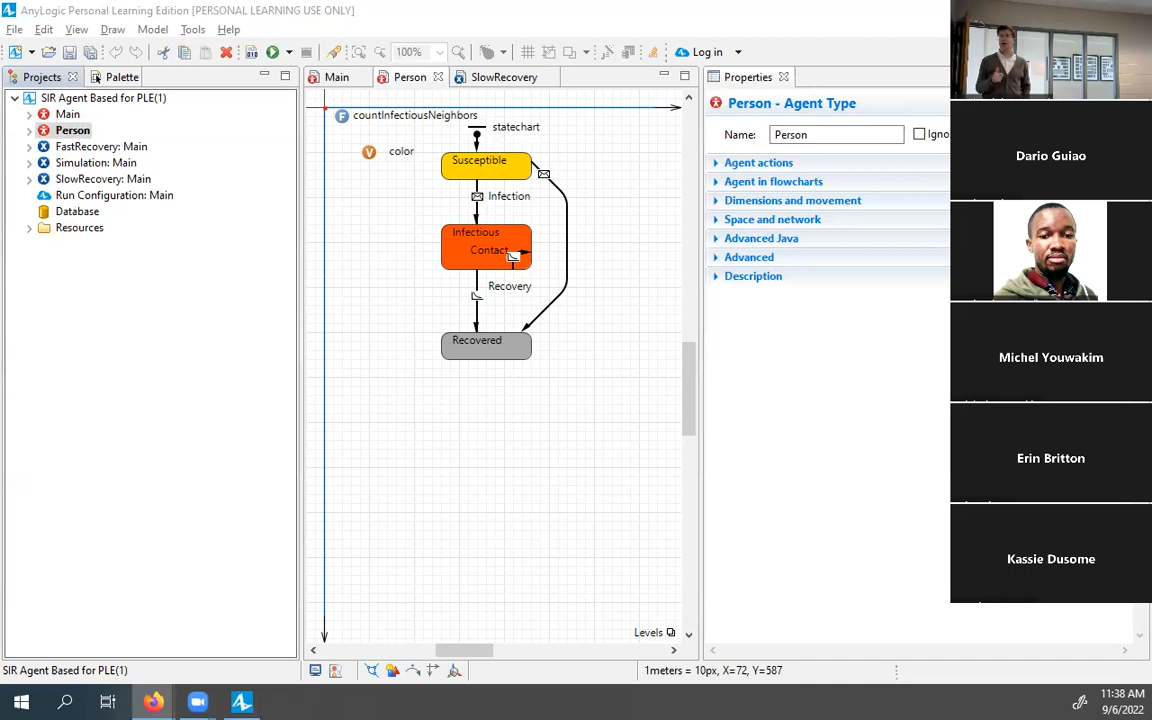 AnyLogic Personal Learning Edition [PERSONAL LEARNING USE ONLY]
File Edit View Draw Model Tools Help
100% Log in
Projects Palette
SIR Agent Based for PLE(1)
Main
Person
FastRecovery: Main
Simulation: Main
SlowRecovery: Main
Run Configuration: Main
Database
Resources
Main Person SlowRecovery
F countInfectiousNeighbors
statechart
V color
Susceptible
Infection
Infectious
Contact
Recovery
Recovered
Levels
Properties
Person - Agent Type
Name: Person Igno
Agent actions
Agent in flowcharts
Dimensions and movement
Space and network
Advanced Java
Advanced
Description
Dario Guiao
Michel Youwakim
Erin Britton
Kassie Dusome
SIR Agent Based for PLE(1)
1meters = 10px, X=72, Y=587
11:38 AM
9/6/2022